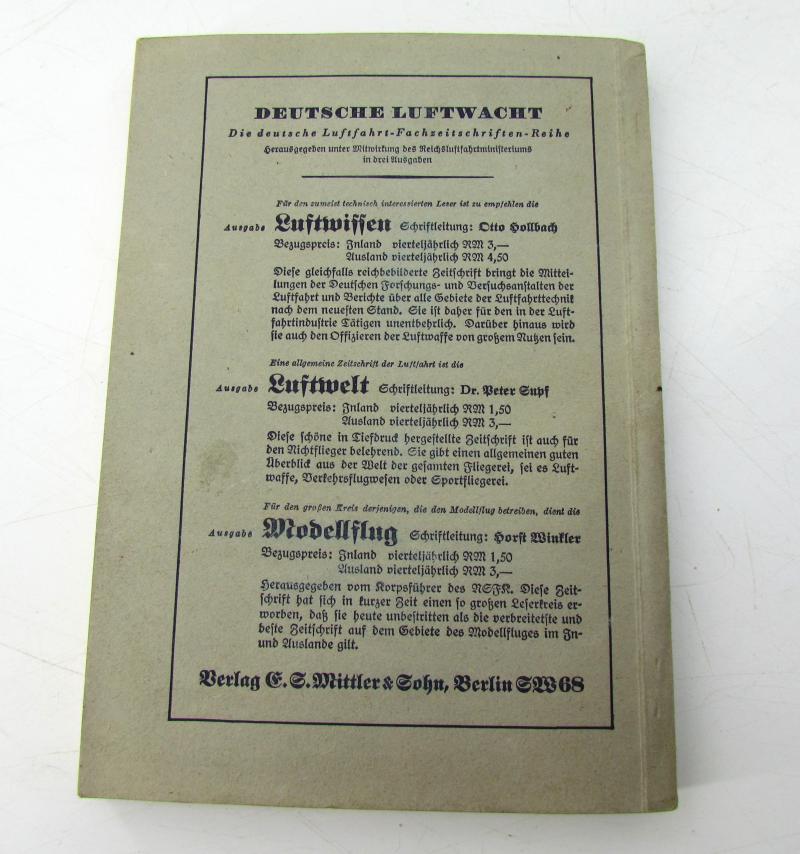 DEUTSCHE LUFTWACHT
Die deutsche Luftfahrt-Fachzeitschriften-Reihe
Herausgegeben unter Mitwirkung des Reichsluftfahrtministeriums
in drei Ausgaben
Für den zumeist technisch interessierten Leser ist zu empfehlen die
Ausgabe Luftwissen Schriftleitung: Otto Hollbach
Bezugspreis: Inland vierteljährlich RM 3,—
Ausland vierteljährlich RM 4,50
Diese gleichfalls reichbebilderte Zeitschrift bringt die Mittei-
lungen der Deutschen Forschungs- und Versuchsanstalten der
Luftfahrt und Berichte über alle Gebiete der Luftfahrttechnik
nach dem neuesten Stand. Sie ist daher für den in der Luft-
fahrtindustrie Tätigen unentbehrlich. Darüber hinaus wird
sie auch den Offizieren der Luftwaffe von großem Nutzen sein.
Eine allgemeine Zeitschrift der Luftfahrt ist die
Ausgabe Luftwelt Schriftleitung: Dr. Peter Supf
Bezugspreis: Inland vierteljährlich RM 1,50
Ausland vierteljährlich RM 3,—
Diese schöne in Tiefdruck hergestellte Zeitschrift ist auch für
den Nichtflieger belehrend. Sie gibt einen allgemeinen guten
Überblick aus der Welt der gesamten Fliegerei, sei es Luft-
waffe, Verkehrsflugwesen oder Sportfliegerei.
Für den großen Kreis derjenigen, die den Modellflug betreiben, dient die
Ausgabe Modellflug Schriftleitung: Horst Winkler
Bezugspreis: Inland vierteljährlich RM 1,50
Ausland vierteljährlich RM 3,—
Herausgegeben vom Korpsführer des NSFK. Diese Zeit-
schrift hat sich in kurzer Zeit einen so großen Leserkreis er-
worben, daß sie heute unbestritten als die verbreitetste und
beste Zeitschrift auf dem Gebiete des Modellfluges im In-
und Auslande gilt.
Verlag E. S. Mittler & Sohn, Berlin SW 68